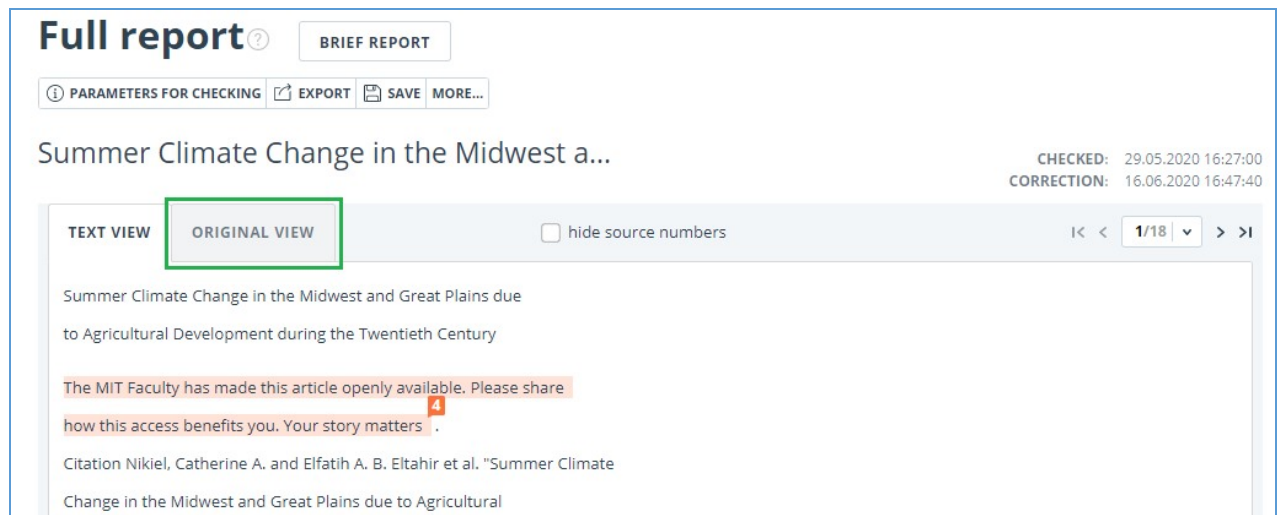 Full report ?
BRIEF REPORT
PARAMETERS FOR CHECKING EXPORT SAVE MORE...
Summer Climate Change in the Midwest a...
CHECKED: 29.05.2020 16:27:00
CORRECTION: 16.06.2020 16:47:40
TEXT VIEW ORIGINAL VIEW hide source numbers 1/18
Summer Climate Change in the Midwest and Great Plains due
to Agricultural Development during the Twentieth Century
The MIT Faculty has made this article openly available. Please share
how this access benefits you. Your story matters 4 .
Citation Nikiel, Catherine A. and Elfatih A. B. Eltahir et al. "Summer Climate
Change in the Midwest and Great Plains due to Agricultural